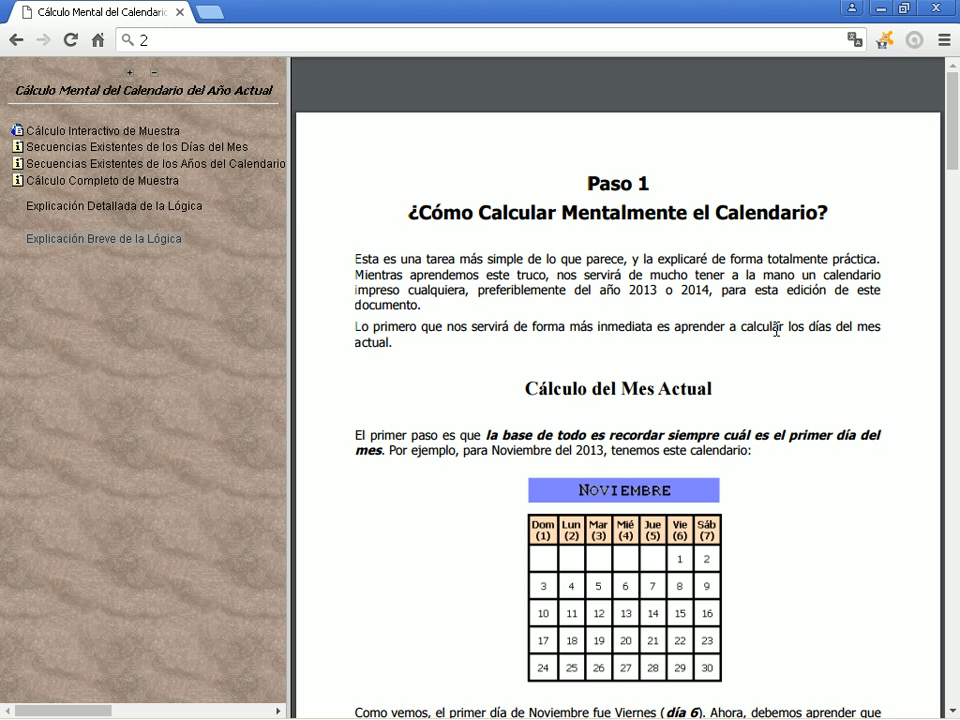 Cálculo Mental del Calendario
2
+ −
Cálculo Mental del Calendario del Año Actual
Cálculo Interactivo de Muestra
Secuencias Existentes de los Días del Mes
Secuencias Existentes de los Años del Calendario
Cálculo Completo de Muestra
Explicación Detallada de la Lógica
Explicación Breve de la Lógica
Paso 1
¿Cómo Calcular Mentalmente el Calendario?
Esta es una tarea más simple de lo que parece, y la explicaré de forma totalmente práctica.
Mientras aprendemos este truco, nos servirá de mucho tener a la mano un calendario
impreso cualquiera, preferiblemente del año 2013 o 2014, para esta edición de este
documento.
Lo primero que nos servirá de forma más inmediata es aprender a calcular los días del mes
actual.
Cálculo del Mes Actual
El primer paso es que la base de todo es recordar siempre cuál es el primer día del
mes. Por ejemplo, para Noviembre del 2013, tenemos este calendario:
NOVIEMBRE
Dom Lun Mar Mié Jue Vie Sáb
(1) (2) (3) (4) (5) (6) (7)
1 2
3 4 5 6 7 8 9
10 11 12 13 14 15 16
17 18 19 20 21 22 23
24 25 26 27 28 29 30
Como vemos, el primer día de Noviembre fue Viernes (día 6). Ahora, debemos aprender que